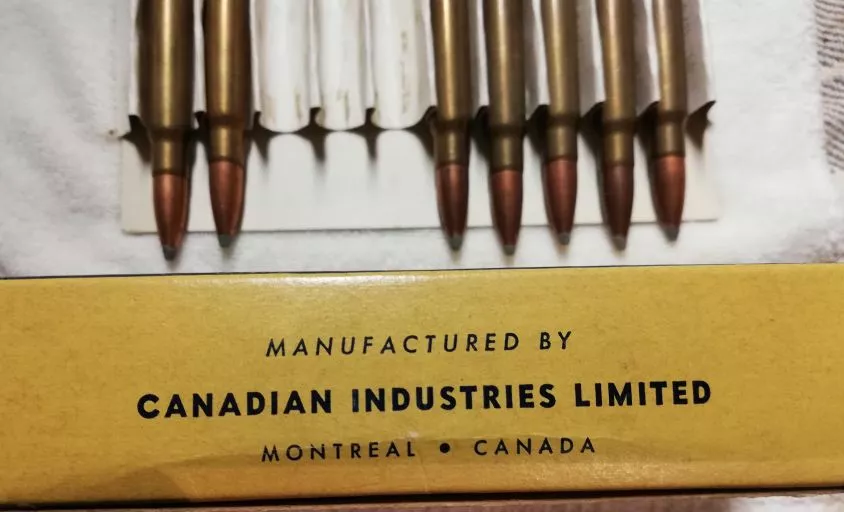 MANUFACTURED BY
CANADIAN INDUSTRIES LIMITED
MONTREAL • CANADA